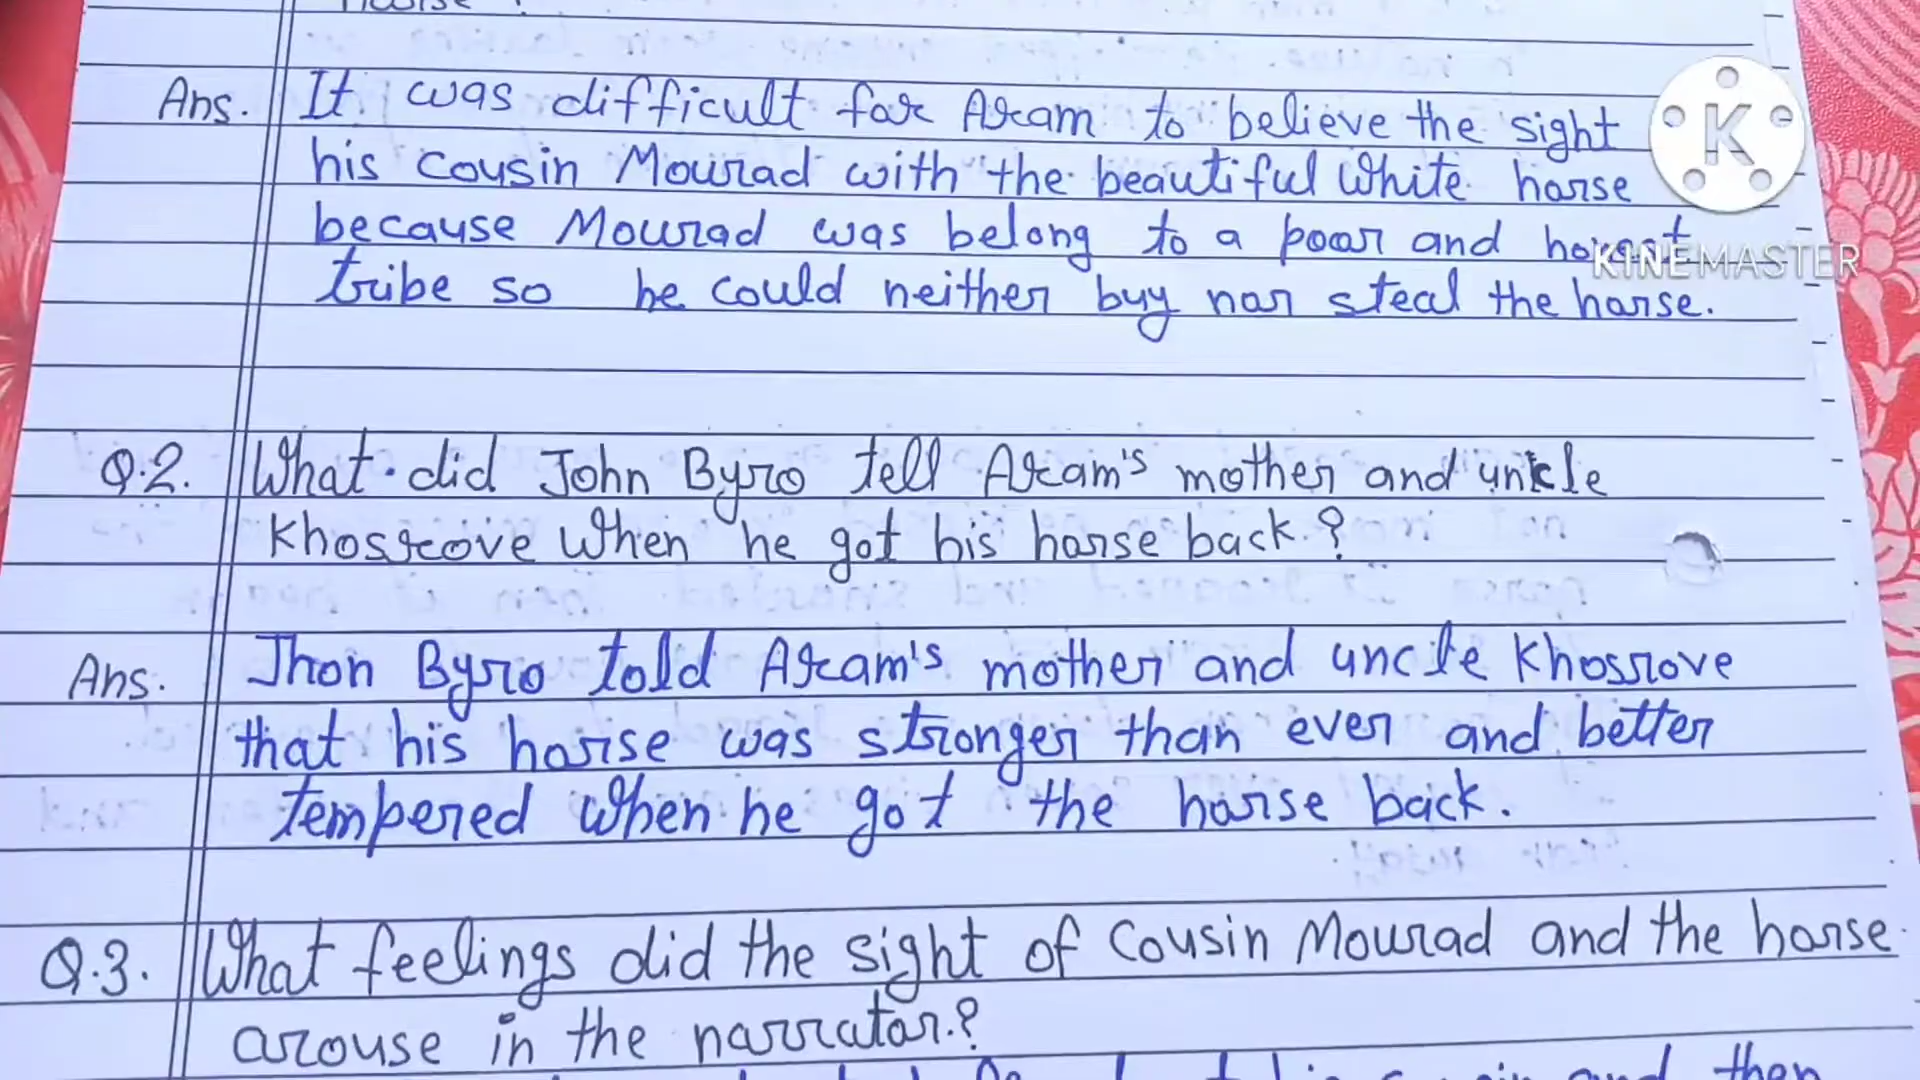 Ans. It was difficult for Aram to believe the sight
his cousin Mourad with the beautiful white horse
because Mourad was belong to a poor and honest
tribe so he could neither buy nor steal the horse.
Q.2. What did John Byro tell Aram's mother and unkle
Khosrove when he got his horse back.?
Ans. Jhon Byro told Aram's mother and uncle Khosrove
that his horse was stronger than ever and better
tempered when he got the horse back.
Q.3. What feelings did the sight of cousin Mourad and the horse
arouse in the narrator.?
K
KINEMASTER